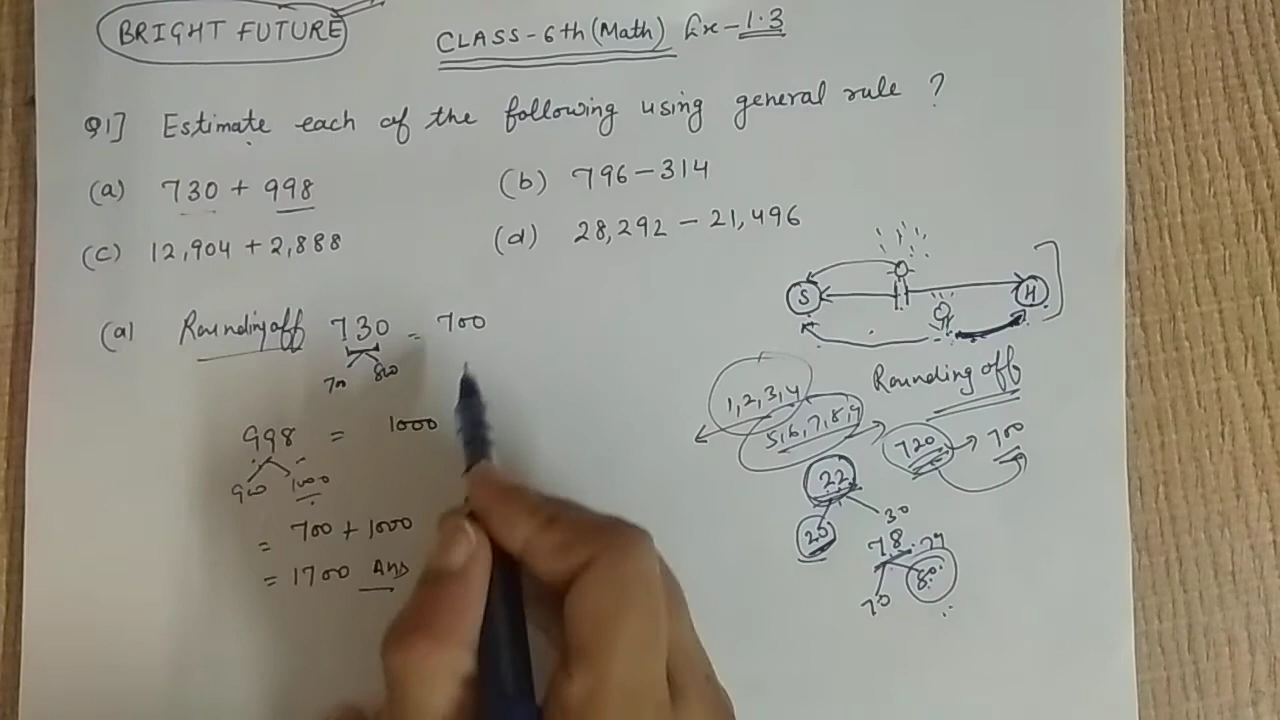 BRIGHT FUTURE
CLASS-6th (Math) Ex-1.3
Q1] Estimate each of the following using general rule ?
(a) 730 + 998
(b) 796-314
(c) 12,904 + 2,888
(d) 28,292 - 21,496
S
H
(a) Rounding off 730 = 700
700 800
998 = 1000
900 1000
= 700 + 1000
= 1700 Ans
Rounding off
1,2,3,4
5,6,7,8,9
720 → 700
22
20 30
78
70 80